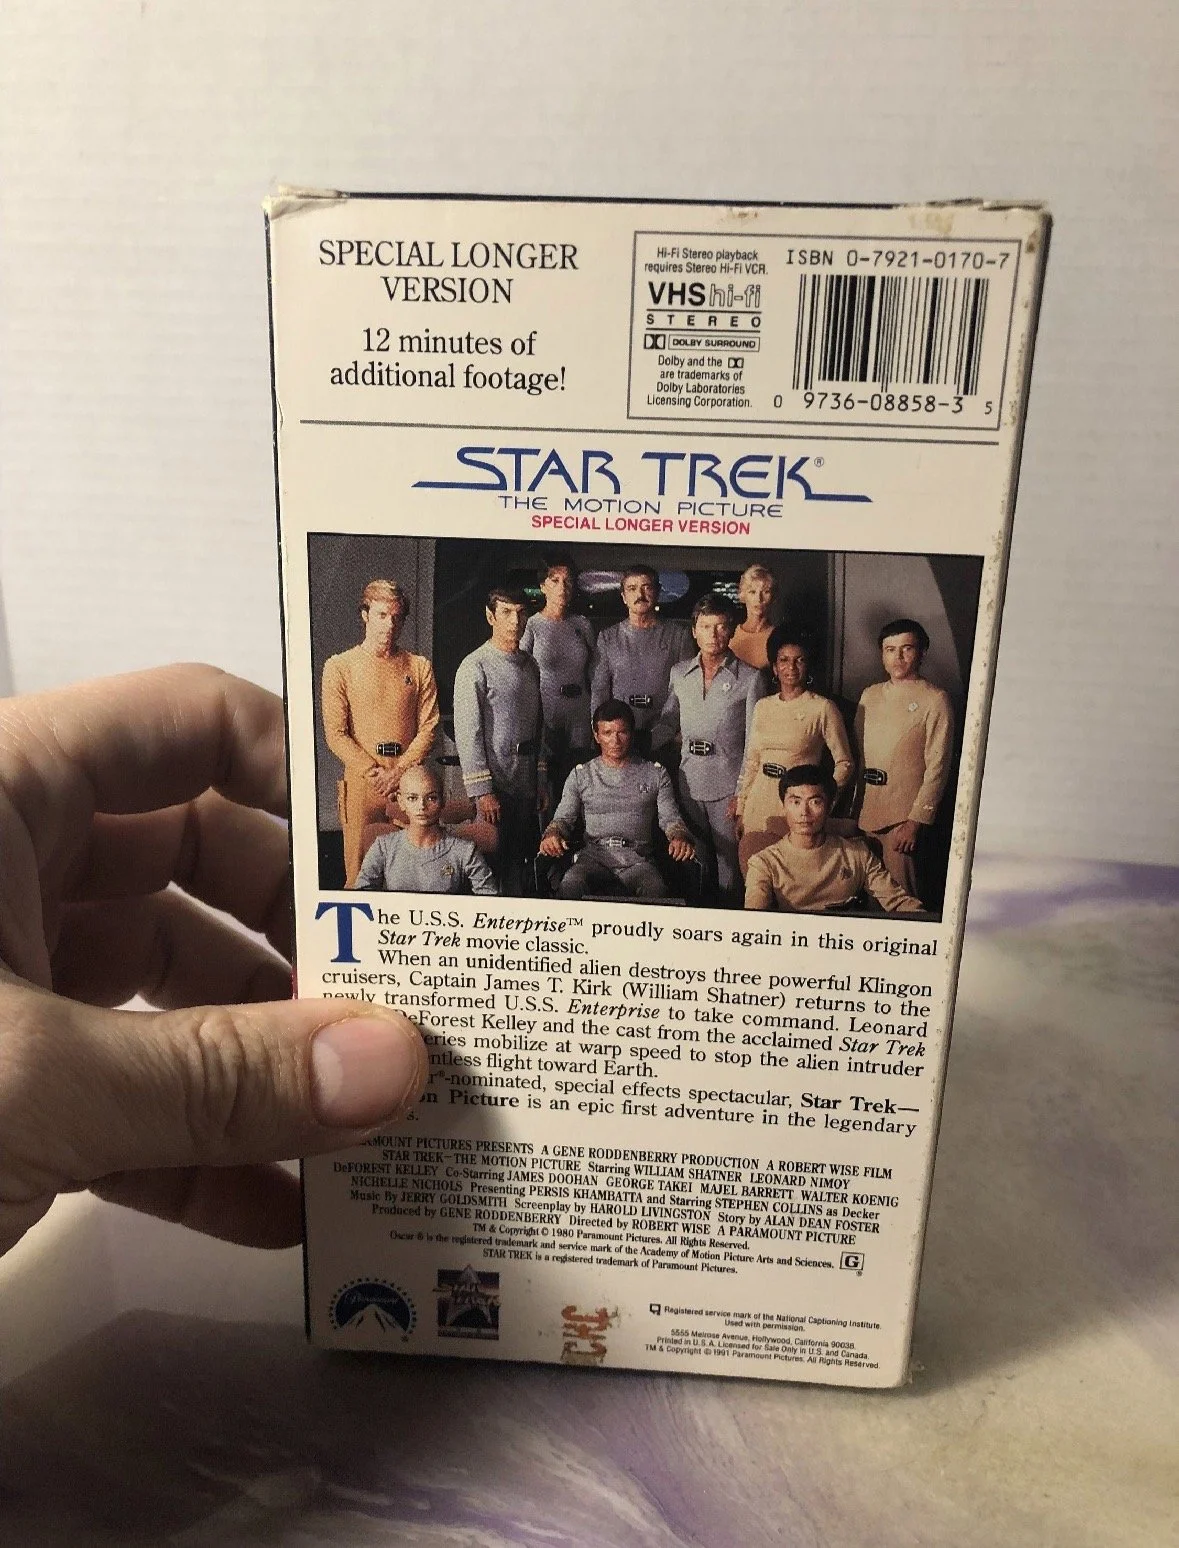 SPECIAL LONGER
VERSION
12 minutes of
additional footage!
Hi-Fi Stereo playback
requires Stereo Hi-Fi VCR.
VHS hi-fi
STEREO
DOLBY SURROUND
Dolby and the
are trademarks of
Dolby Laboratories
Licensing Corporation.
ISBN 0-7921-0170-7
0 9736-08858-3 5
STAR TREK®
THE MOTION PICTURE
SPECIAL LONGER VERSION
The U.S.S. Enterprise™ proudly soars again in this original
Star Trek movie classic.
When an unidentified alien destroys three powerful Klingon
cruisers, Captain James T. Kirk (William Shatner) returns to the
newly transformed U.S.S. Enterprise to take command. Leonard
DeForest Kelley and the cast from the acclaimed Star Trek
eries mobilize at warp speed to stop the alien intruder
ntless flight toward Earth.
r®-nominated, special effects spectacular, Star Trek—
on Picture is an epic first adventure in the legendary
s.
AMOUNT PICTURES PRESENTS A GENE RODDENBERRY PRODUCTION A ROBERT WISE FILM
STAR TREK—THE MOTION PICTURE Starring WILLIAM SHATNER LEONARD NIMOY
DeFOREST KELLEY Co-Starring JAMES DOOHAN GEORGE TAKEI MAJEL BARRETT WALTER KOENIG
NICHELLE NICHOLS Presenting PERSIS KHAMBATTA and Starring STEPHEN COLLINS as Decker
Music By JERRY GOLDSMITH Screenplay by HAROLD LIVINGSTON Story by ALAN DEAN FOSTER
Produced by GENE RODDENBERRY Directed by ROBERT WISE A PARAMOUNT PICTURE
TM & Copyright © 1980 Paramount Pictures. All Rights Reserved.
Oscar ® is the registered trademark and service mark of the Academy of Motion Picture Arts and Sciences. G ®
STAR TREK is a registered trademark of Paramount Pictures.
Paramount
STAR TREK
Registered service mark of the National Captioning Institute.
Used with permission.
5555 Melrose Avenue, Hollywood, California 90038
Printed in U.S.A. Licensed for Sale Only in U.S. and Canada.
TM & Copyright © 1991 Paramount Pictures. All Rights Reserved.